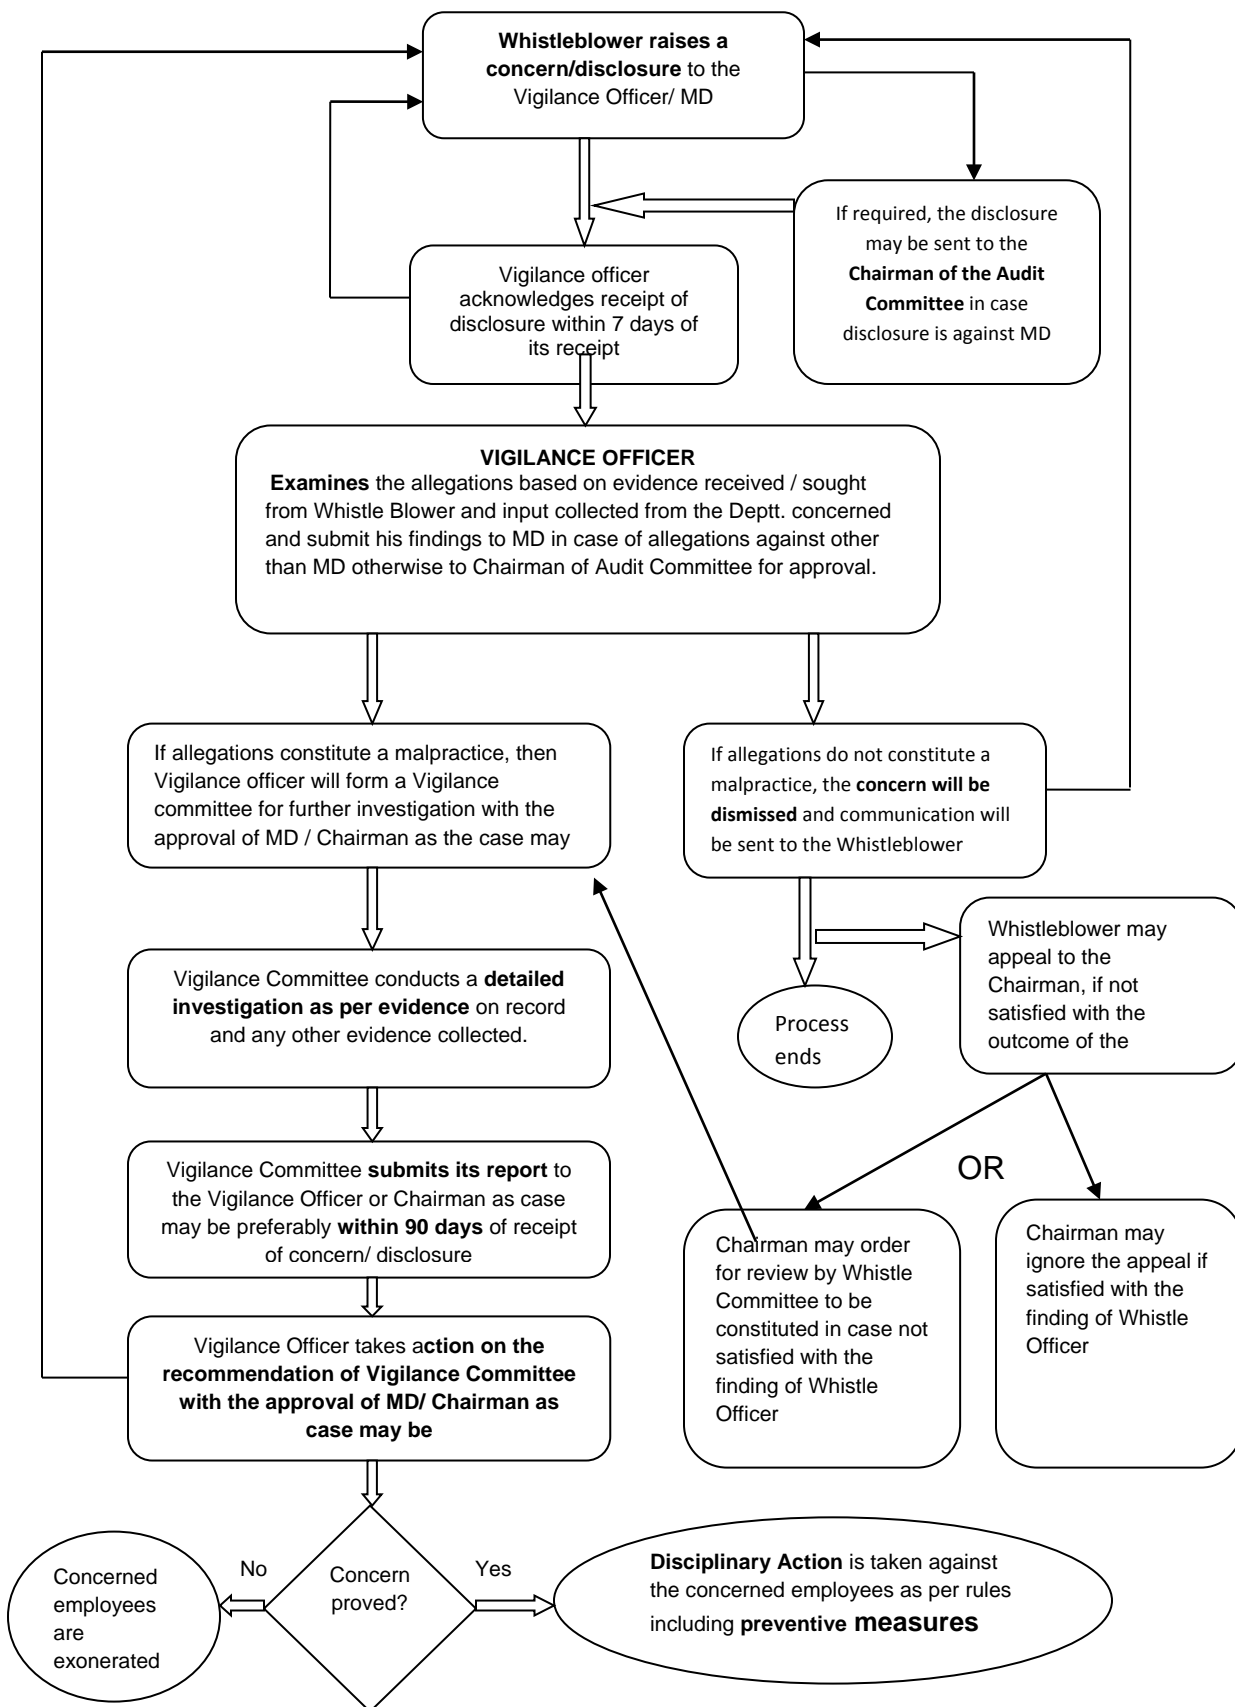 Whistleblower raises a
concern/disclosure to the
Vigilance Officer/ MD
If required, the disclosure
may be sent to the
Chairman of the Audit
Committee in case
disclosure is against MD
Vigilance officer
acknowledges receipt of
disclosure within 7 days of
its receipt
VIGILANCE OFFICER
Examines the allegations based on evidence received / sought
from Whistle Blower and input collected from the Deptt. concerned
and submit his findings to MD in case of allegations against other
than MD otherwise to Chairman of Audit Committee for approval.
If allegations constitute a malpractice, then
Vigilance officer will form a Vigilance
committee for further investigation with the
approval of MD / Chairman as the case may
If allegations do not constitute a
malpractice, the concern will be
dismissed and communication will
be sent to the Whistleblower
Whistleblower may
appeal to the
Chairman, if not
satisfied with the
outcome of the
Process
ends
Vigilance Committee conducts a detailed
investigation as per evidence on record
and any other evidence collected.
Vigilance Committee submits its report to
the Vigilance Officer or Chairman as case
may be preferably within 90 days of receipt
of concern/ disclosure
OR
Chairman may order
for review by Whistle
Committee to be
constituted in case not
satisfied with the
finding of Whistle
Officer
Chairman may
ignore the appeal if
satisfied with the
finding of Whistle
Officer
Vigilance Officer takes action on the
recommendation of Vigilance Committee
with the approval of MD/ Chairman as
case may be
Concern
proved?
No
Yes
Concerned
employees
are
exonerated
Disciplinary Action is taken against
the concerned employees as per rules
including preventive measures